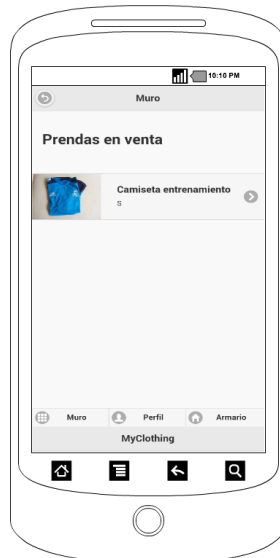 10:10 PM
Muro
Prendas en venta
Camiseta entrenamiento
S
Muro Perfil Armario
MyClothing